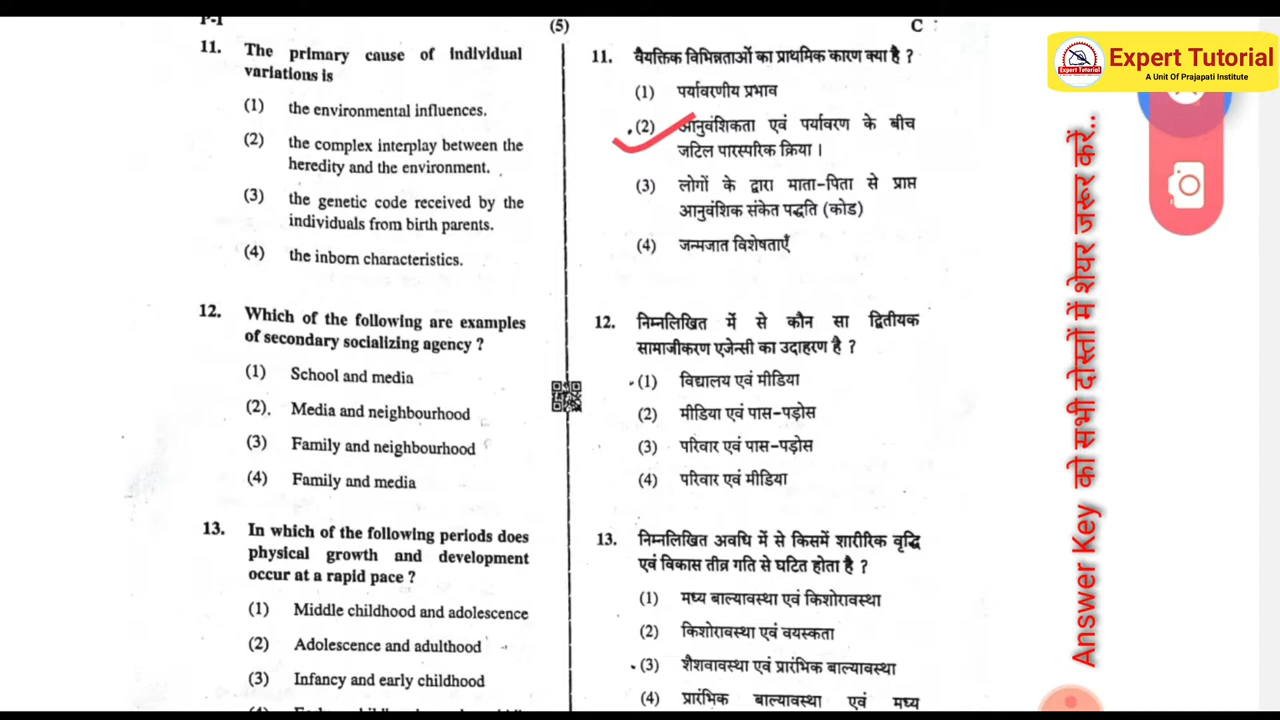 P-I
(5)
C
11. The primary cause of individual
variations is
(1) the environmental influences.
(2) the complex interplay between the
heredity and the environment.
(3) the genetic code received by the
individuals from birth parents.
(4) the inborn characteristics.
12. Which of the following are examples
of secondary socializing agency ?
(1) School and media
(2). Media and neighbourhood
(3) Family and neighbourhood
(4) Family and media
13. In which of the following periods does
physical growth and development
occur at a rapid pace ?
(1) Middle childhood and adolescence
(2) Adolescence and adulthood
(3) Infancy and early childhood
11. वैयक्तिक विभिन्नताओं का प्राथमिक कारण क्या है ?
(1) पर्यावरणीय प्रभाव
(2) आनुवंशिकता एवं पर्यावरण के बीच
जटिल पारस्परिक क्रिया ।
(3) लोगों के द्वारा माता-पिता से प्राप्त
आनुवंशिक संकेत पद्धति (कोड)
(4) जन्मजात विशेषताएँ
12. निम्नलिखित में से कौन सा द्वितीयक
सामाजीकरण एजेन्सी का उदाहरण है ?
(1) विद्यालय एवं मीडिया
(2) मीडिया एवं पास-पड़ोस
(3) परिवार एवं पास-पड़ोस
(4) परिवार एवं मीडिया
13. निम्नलिखित अवधि में से किसमें शारीरिक वृद्धि
एवं विकास तीव्र गति से घटित होता है ?
(1) मध्य बाल्यावस्था एवं किशोरावस्था
(2) किशोरावस्था एवं वयस्कता
(3) शैशवावस्था एवं प्रारंभिक बाल्यावस्था
(4) प्रारंभिक बाल्यावस्था एवं मध्य
Expert Tutorial
A Unit Of Prajapati Institute
Expert Tutorial
Answer Key को सभी दोस्तों में शेयर जरूर करें..